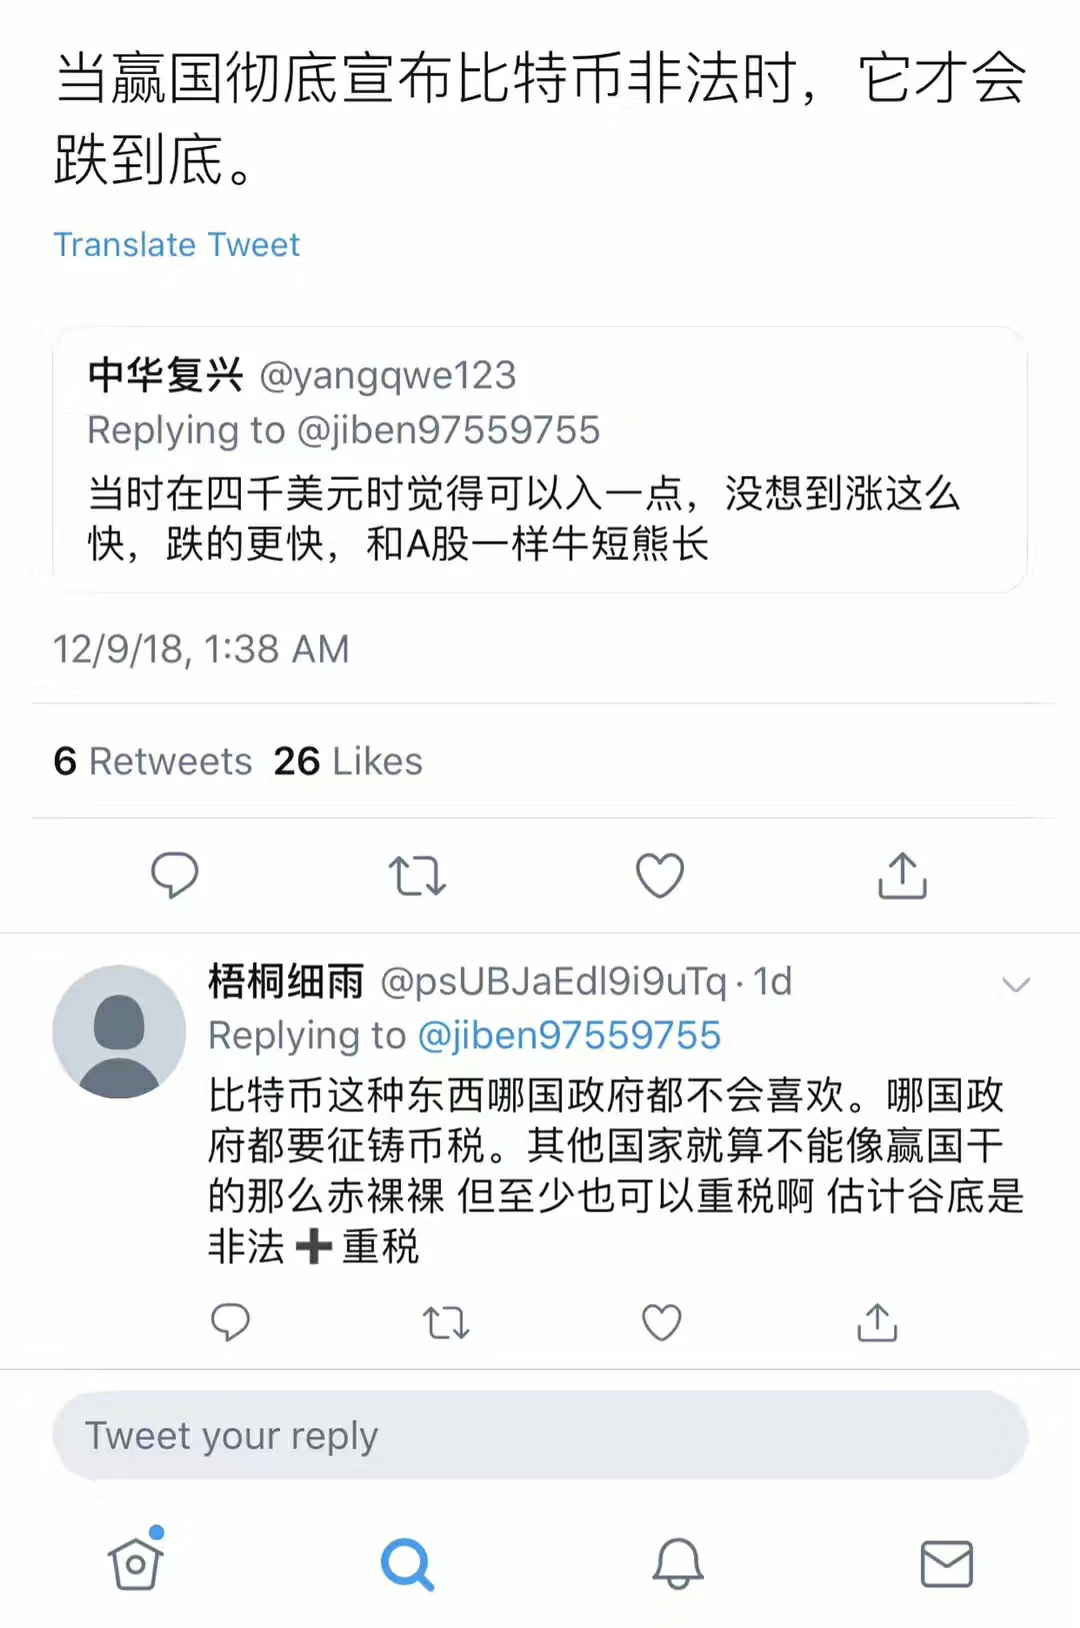 当赢国彻底宣布比特币非法时，它才会
跌到底。
Translate Tweet
中华复兴 @yangqwe123
Replying to @jiben97559755
当时在四千美元时觉得可以入一点，没想到涨这么
快，跌的更快，和A股一样牛短熊长
12/9/18, 1:38 AM
6 Retweets 26 Likes
梧桐细雨 @psUBJaEdl9i9uTq · 1d
Replying to @jiben97559755
比特币这种东西哪国政府都不会喜欢。哪国政
府都要征铸币税。其他国家就算不能像赢国干
的那么赤裸裸 但至少也可以重税啊 估计谷底是
非法➕重税
Tweet your reply